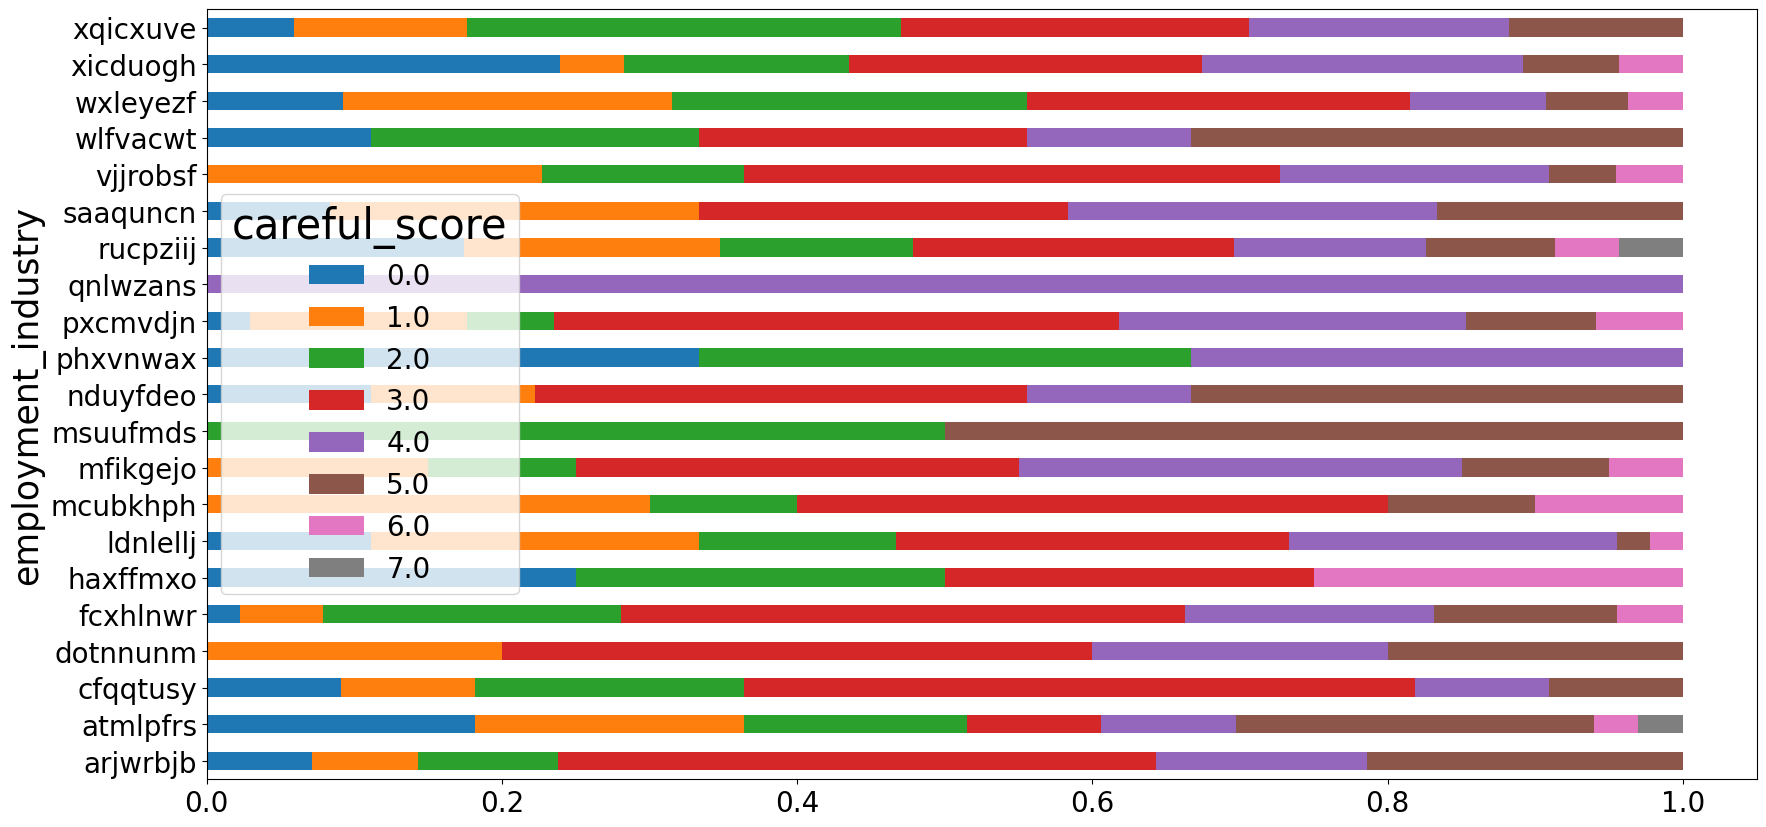 employment_industry
xqicxuve
xicduogh
wxleyezf
wlfvacwt
vjjrobsf
saaquncn
rucpziij
qnlwzans
pxcmvdjn
phxvnwax
nduyfdeo
msuufmds
mfikgejo
mcubkhph
ldnlellj
haxffmxo
fcxhlnwr
dotnnunm
cfqqtusy
atmlpfrs
arjwrbjb
careful_score
0.0
1.0
2.0
3.0
4.0
5.0
6.0
7.0
0.0 0.2 0.4 0.6 0.8 1.0